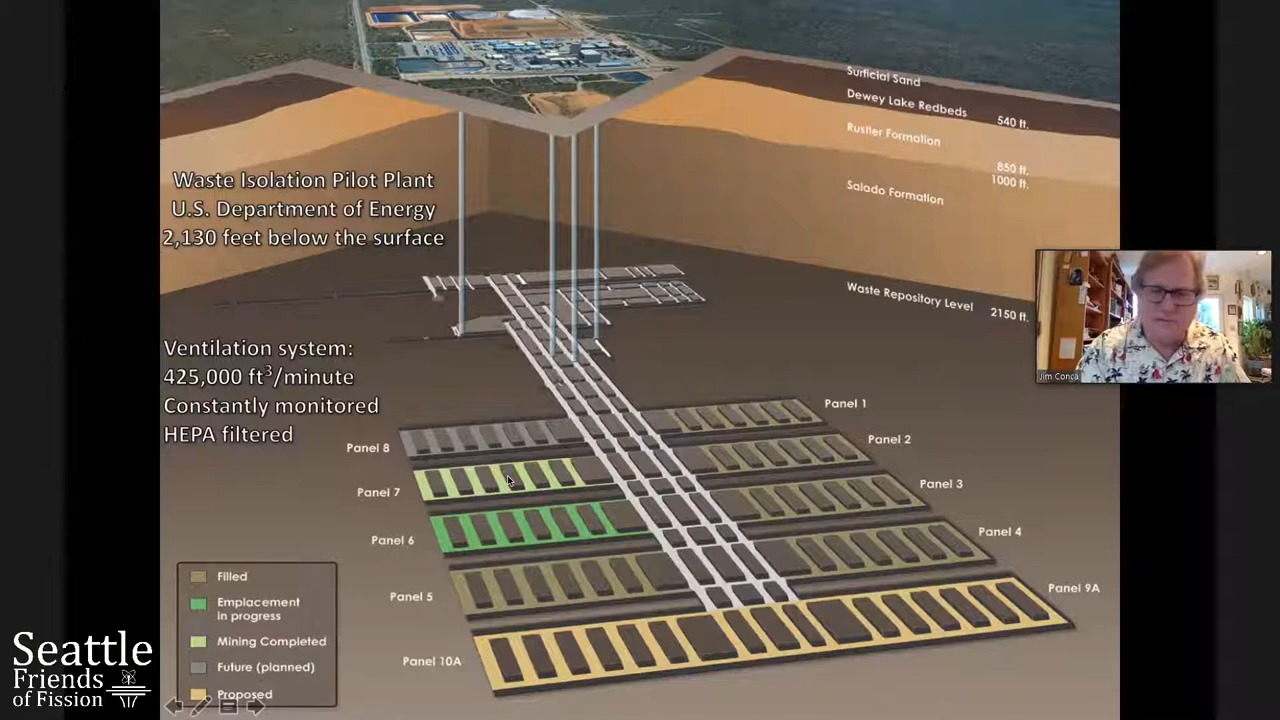 Surficial Sand
Dewey Lake Redbeds
540 ft.
Rustler Formation
850 ft.
1000 ft.
Salado Formation
Waste Isolation Pilot Plant
U.S. Department of Energy
2,130 feet below the surface
Waste Repository Level
2150 ft.
Ventilation system:
425,000 ft³/minute
Constantly monitored
HEPA filtered
Jim Conca
Panel 1
Panel 2
Panel 3
Panel 4
Panel 9A
Panel 8
Panel 7
Panel 6
Panel 5
Panel 10A
Filled
Emplacement
in progress
Mining Completed
Future (planned)
Proposed
Seattle
Friends
of Fission